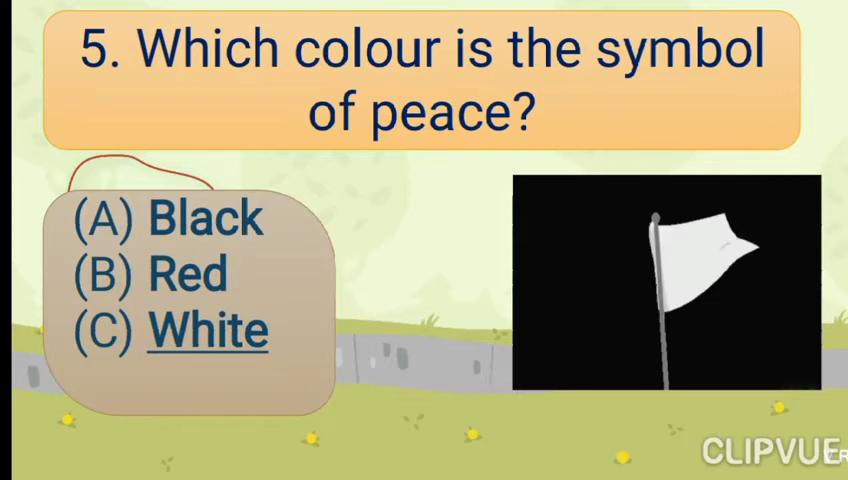 5. Which colour is the symbol
of peace?
(A) Black
(B) Red
(C) White
CLIPVUE